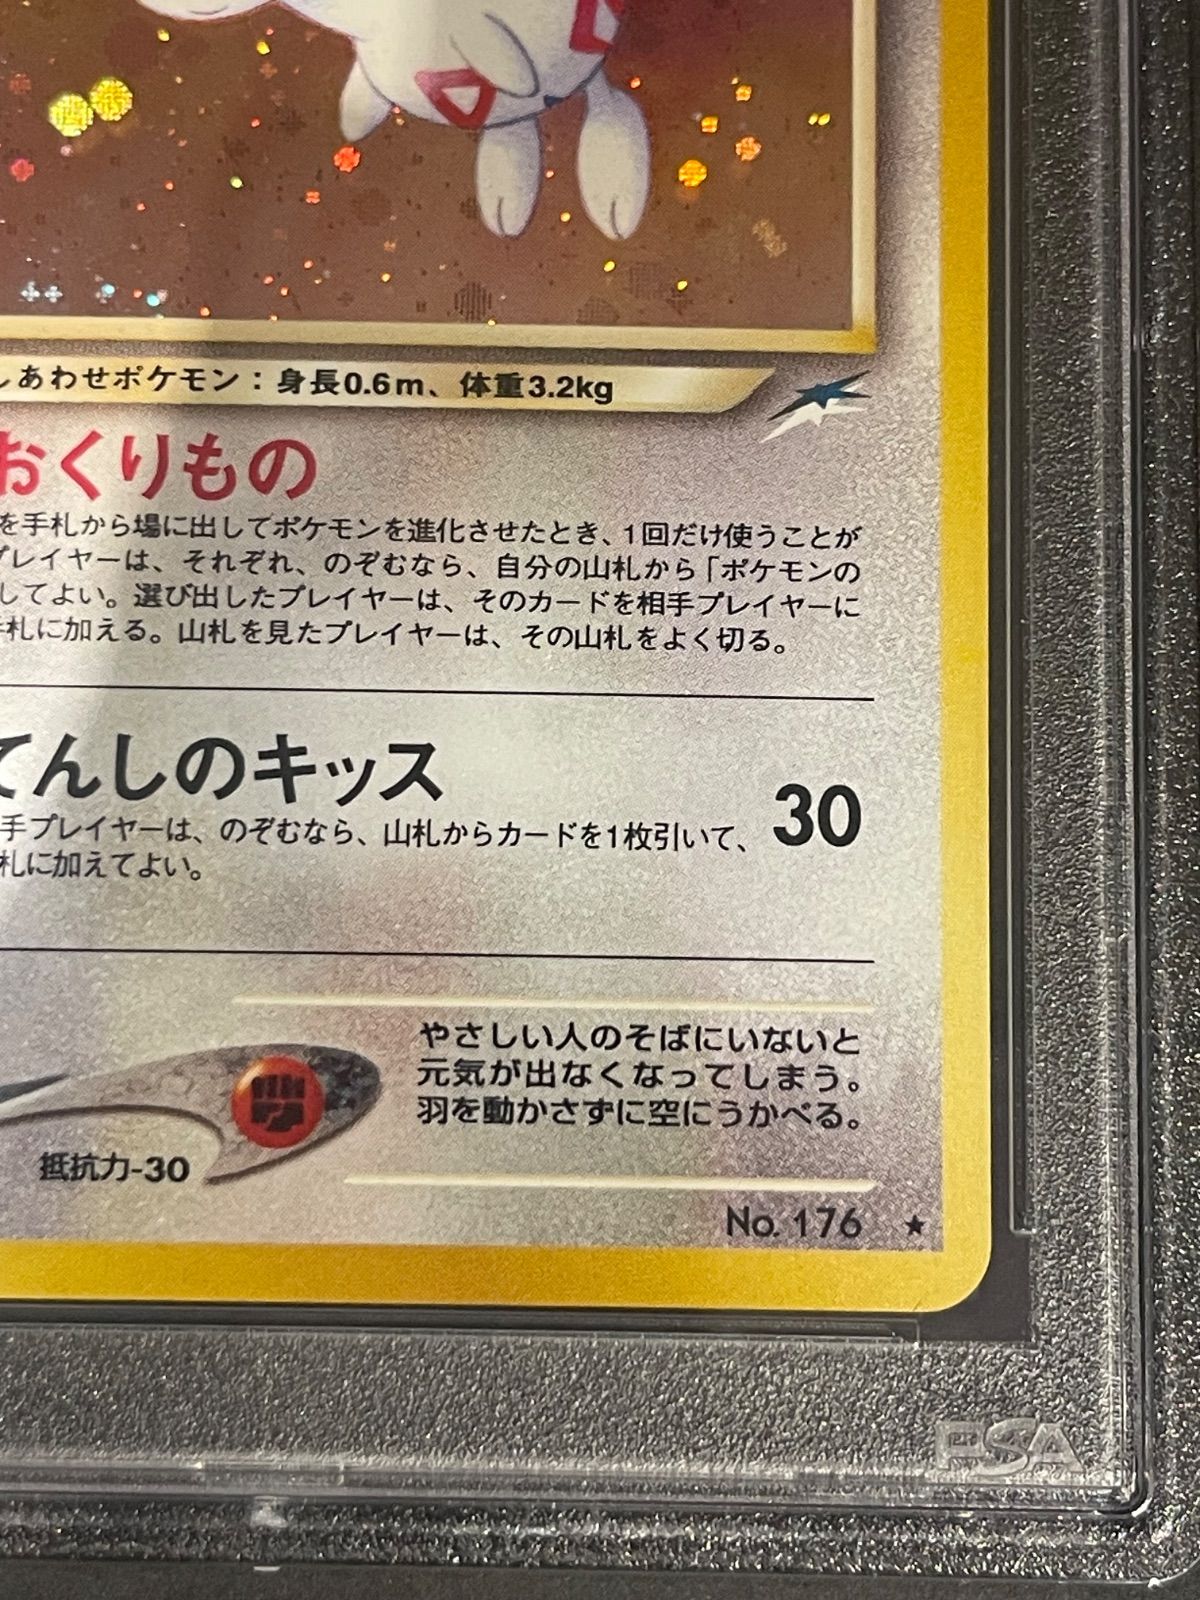 しあわせポケモン：身長0.6m、体重3.2kg
おくりもの
を手札から場に出してポケモンを進化させたとき、1回だけ使うことが
プレイヤーは、それぞれ、のぞむなら、自分の山札から「ポケモンの
してよい。選び出したプレイヤーは、そのカードを相手プレイヤーに
手札に加える。山札を見たプレイヤーは、その山札をよく切る。
てんしのキッス
30
手プレイヤーは、のぞむなら、山札からカードを1枚引いて、
札に加えてよい。
やさしい人のそばにいないと
元気が出なくなってしまう。
羽を動かさずに空にうかべる。
抵抗力-30
No. 176 ★
PSA